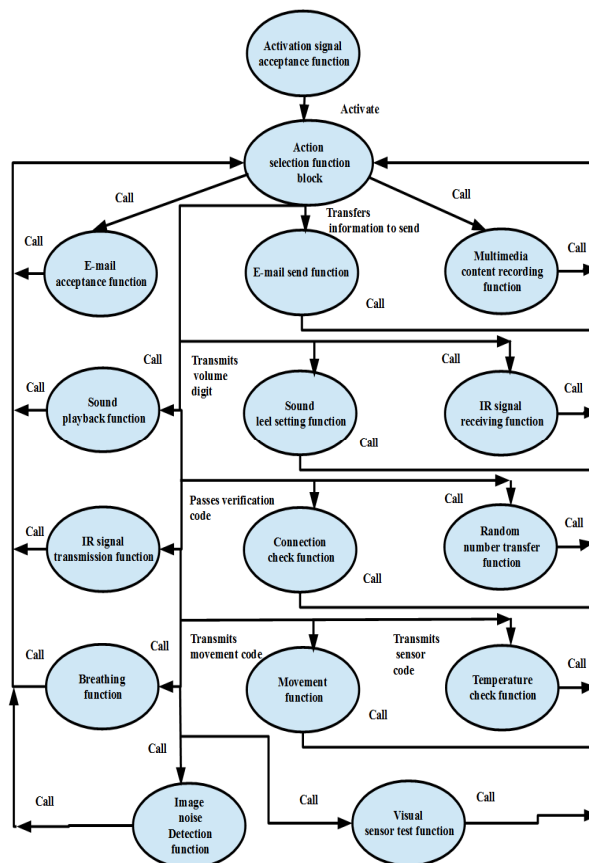 Activation signal
acceptance function
Activate
Action
selection function
block
Call
Call
Transfers
information to send
Call
E-mail
acceptance function
E-mail send function
Multimedia
content recording
function
Call
Call
Call
Call
Transmits
volume
digit
Call
Sound
playback function
Sound
leel setting function
IR signal
receiving function
Call
Call
Call
Passes verification
code
Call
IR signal
transmission function
Connection
check function
Random
number transfer
function
Call
Call
Call
Call
Transmits
movement code
Transmits
sensor
code
Breathing
function
Movement
function
Temperature
check function
Call
Call
Call
Call
Call
Image
noise
Detection
function
Call
Visual
sensor test function